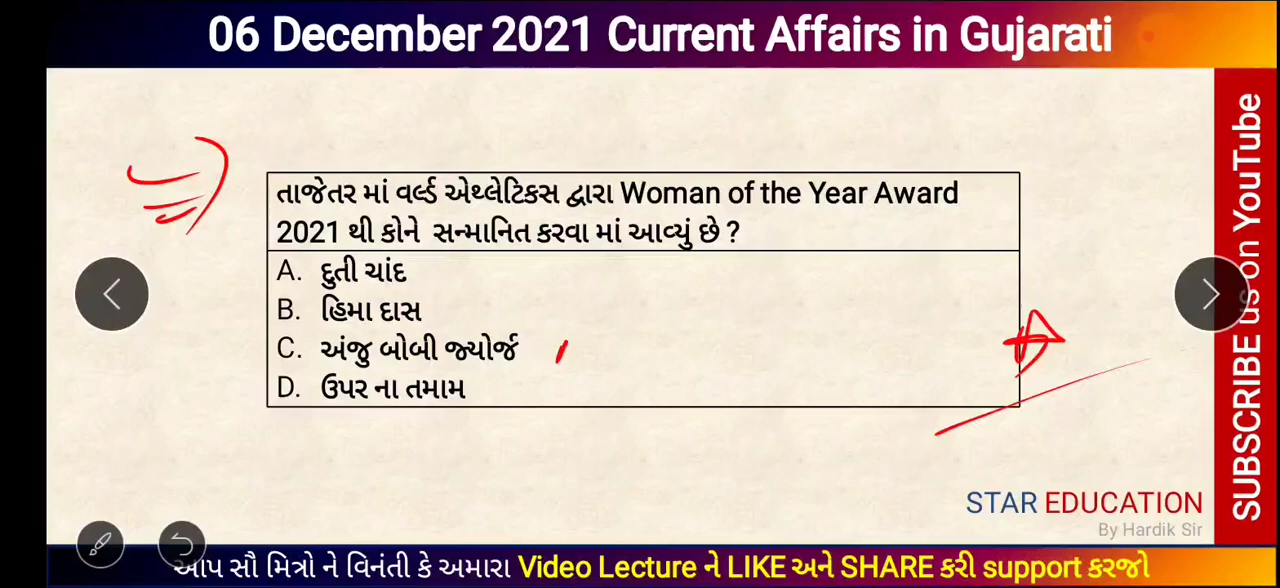 06 December 2021 Current Affairs in Gujarati
તાજેતર માં વર્લ્ડ એથ્લેટિકસ દ્વારા Woman of the Year Award
2021 થી કોને સન્માનિત કરવા માં આવ્યું છે ?
A. દુતી ચાંદ
B. હિમા દાસ
C. અંજુ બોબી જ્યોર્જ
D. ઉપર ના તમામ
SUBSCRIBE us on YouTube
STAR EDUCATION
By Hardik Sir
આપ સૌ મિત્રો ને વિનંતી કે અમારા Video Lecture ને LIKE અને SHARE કરી support કરજો